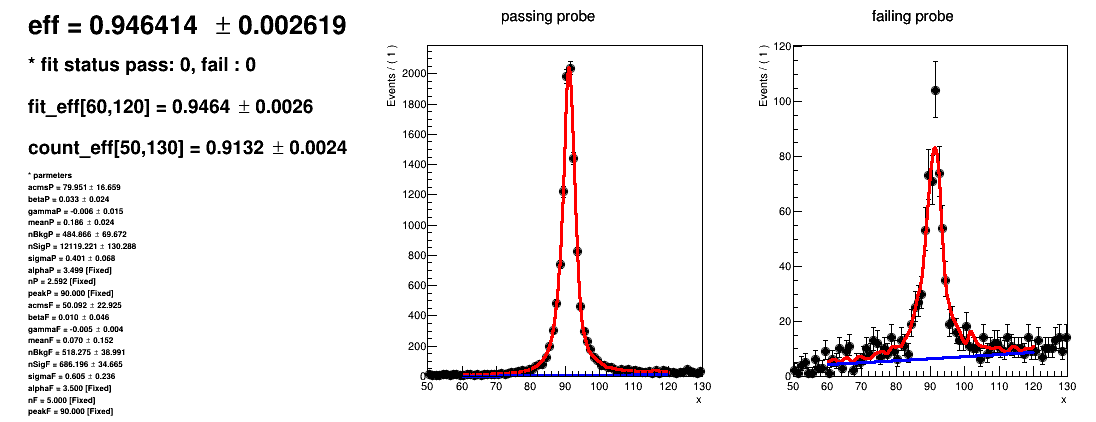 eff = 0.946414 ± 0.002619
* fit status pass: 0, fail : 0
fit_eff[60,120] = 0.9464 ± 0.0026
count_eff[50,130] = 0.9132 ± 0.0024
* parmeters
acmsP = 79.951 ± 16.659
betaP = 0.033 ± 0.024
gammaP = -0.006 ± 0.015
meanP = 0.186 ± 0.024
nBkgP = 484.866 ± 69.672
nSigP = 12119.221 ± 130.288
sigmaP = 0.401 ± 0.068
alphaP = 3.499 [Fixed]
nP = 2.592 [Fixed]
peakP = 90.000 [Fixed]
acmsF = 50.092 ± 22.925
betaF = 0.010 ± 0.046
gammaF = -0.005 ± 0.004
meanF = 0.070 ± 0.152
nBkgF = 518.275 ± 38.991
nSigF = 686.196 ± 34.665
sigmaF = 0.605 ± 0.236
alphaF = 3.500 [Fixed]
nF = 5.000 [Fixed]
peakF = 90.000 [Fixed]
passing probe
Events / ( 1 )
2000
1800
1600
1400
1200
1000
800
600
400
200
0
50 60 70 80 90 100 110 120 130
x
failing probe
Events / ( 1 )
120
100
80
60
40
20
0
50 60 70 80 90 100 110 120 130
x